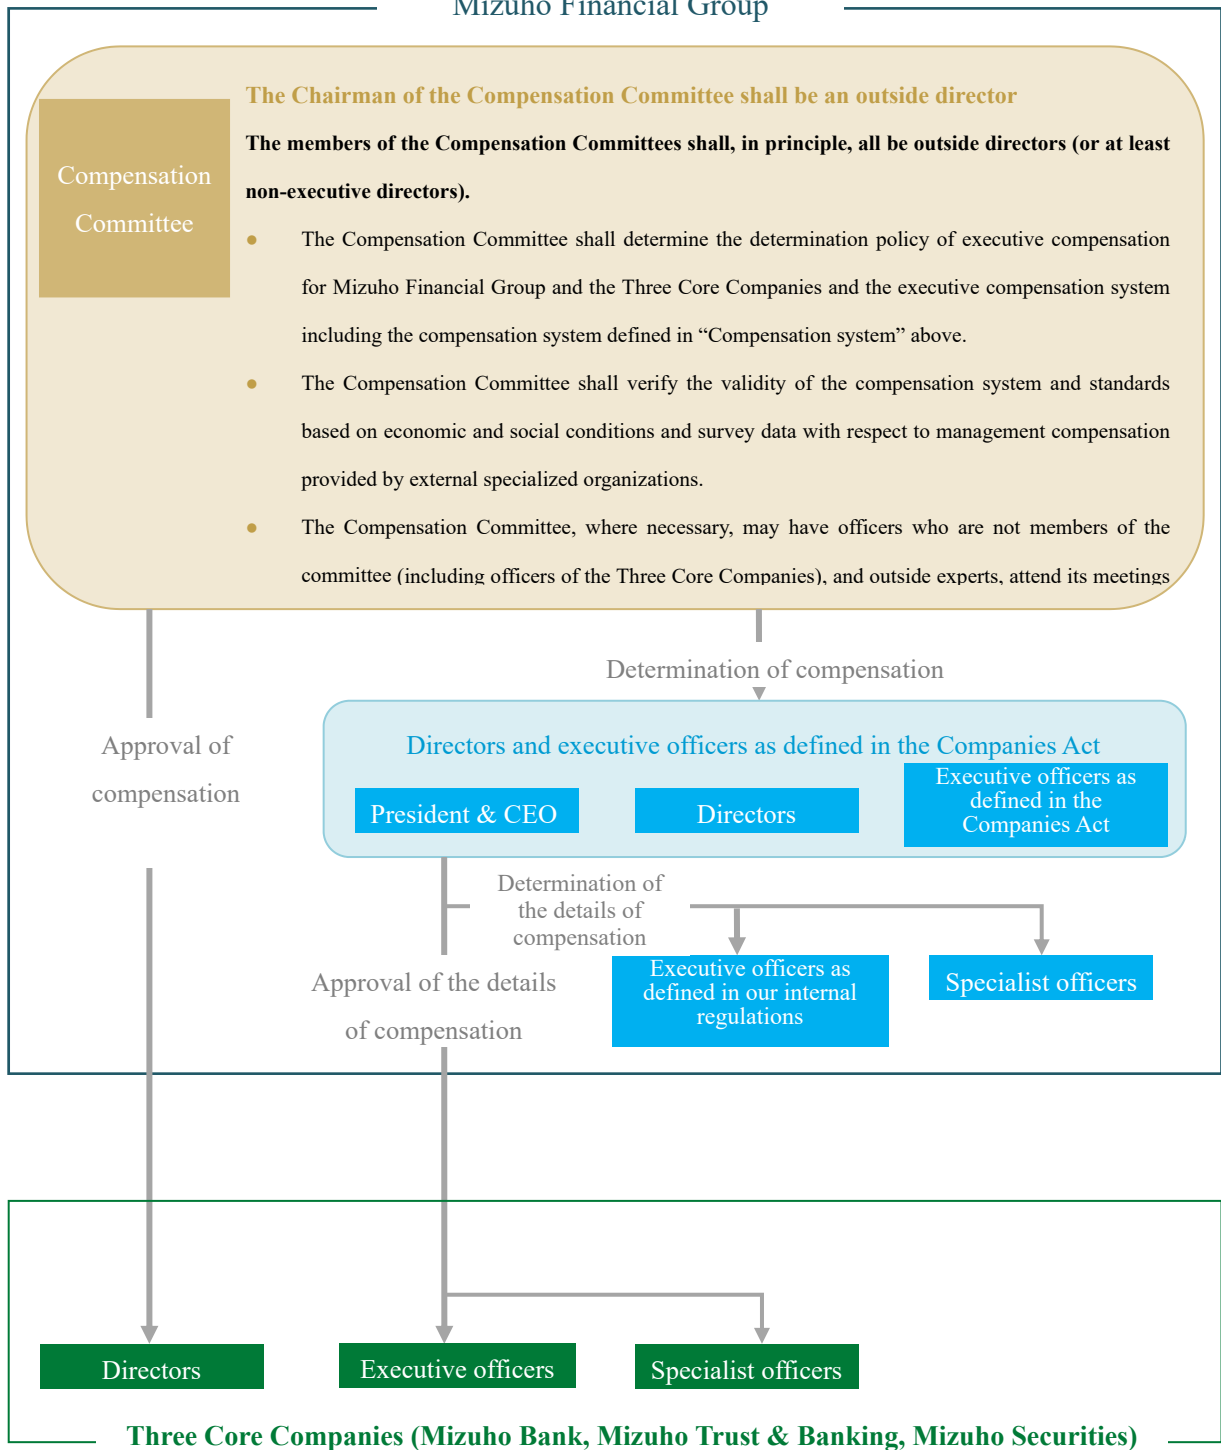 Mizuho Financial Group
Compensation
Committee
The Chairman of the Compensation Committee shall be an outside director
The members of the Compensation Committees shall, in principle, all be outside directors (or at least
non-executive directors).
● The Compensation Committee shall determine the determination policy of executive compensation
for Mizuho Financial Group and the Three Core Companies and the executive compensation system
including the compensation system defined in “Compensation system” above.
● The Compensation Committee shall verify the validity of the compensation system and standards
based on economic and social conditions and survey data with respect to management compensation
provided by external specialized organizations.
● The Compensation Committee, where necessary, may have officers who are not members of the
committee (including officers of the Three Core Companies), and outside experts, attend its meetings
Determination of compensation
Approval of
compensation
Directors and executive officers as defined in the Companies Act
President & CEO
Directors
Executive officers as
defined in the
Companies Act
Determination of
the details of
compensation
Approval of the details
of compensation
Executive officers as
defined in our internal
regulations
Specialist officers
Directors
Executive officers
Specialist officers
Three Core Companies (Mizuho Bank, Mizuho Trust & Banking, Mizuho Securities)